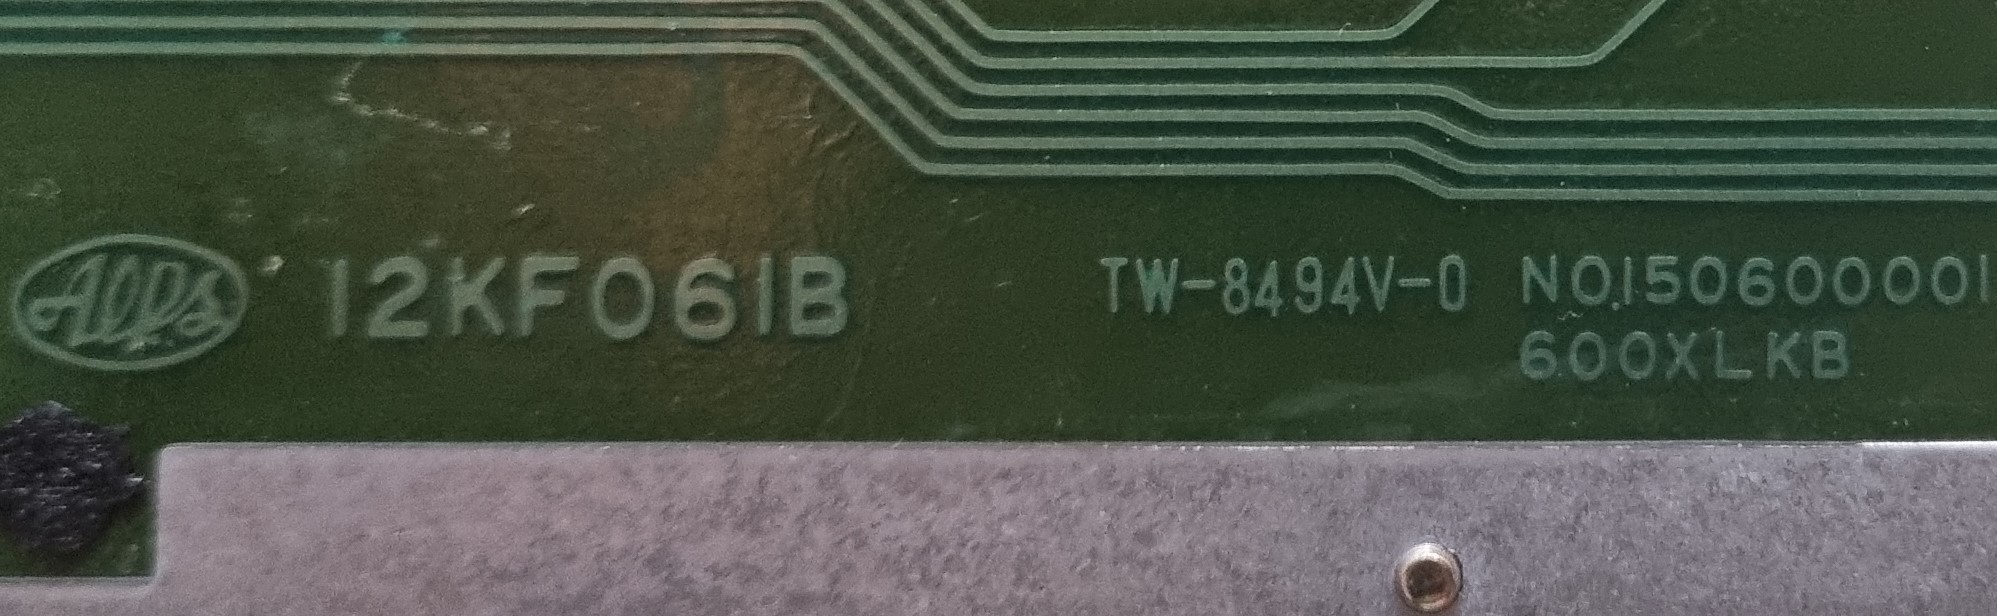 Alps 12KF061B TW-8494V-0 NO.150600001
600XLKB